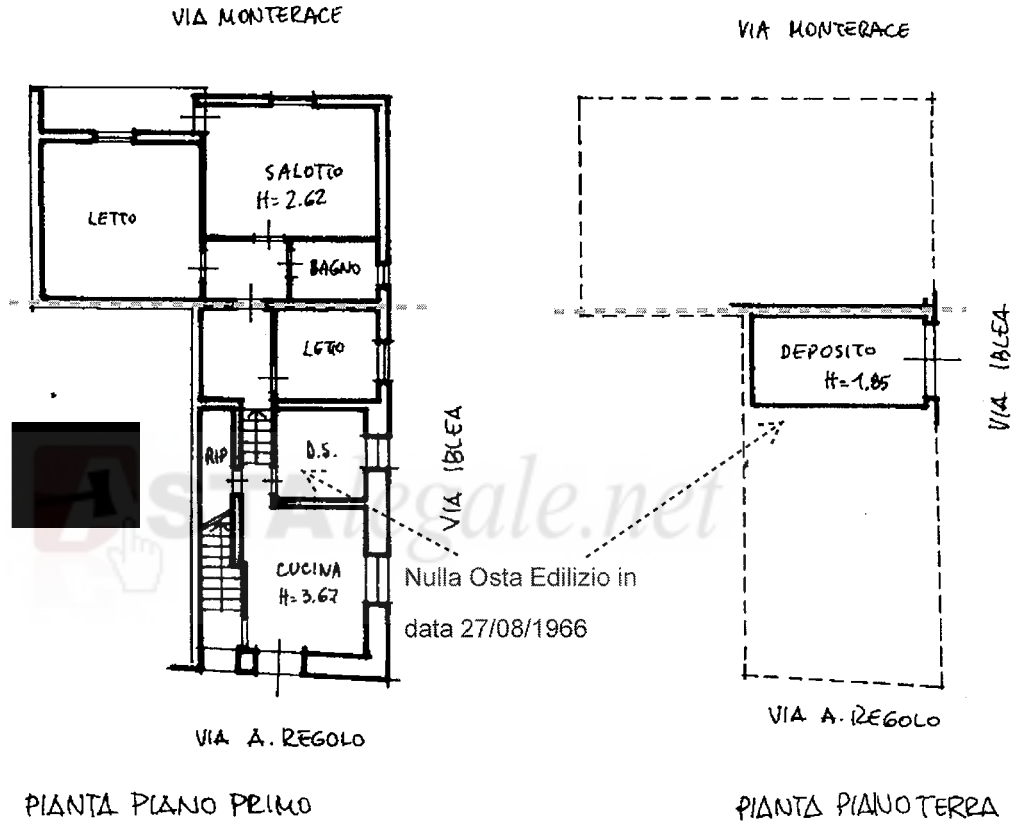 VIA MONTERACE
VIA MONTERACE
SALOTTO
H=2.62
LETTO
BAGNO
LETTO
DEPOSITO
H=1.85
VIA IBLEA
VIA IBLEA
RIP
D.S.
ASTAlegale.net
CUCINA
H=3.67
Nulla Osta Edilizio in
data 27/08/1966
VIA A. REGOLO
VIA A. REGOLO
PIANTA PIANO PRIMO
PIANTA PIANO TERRA